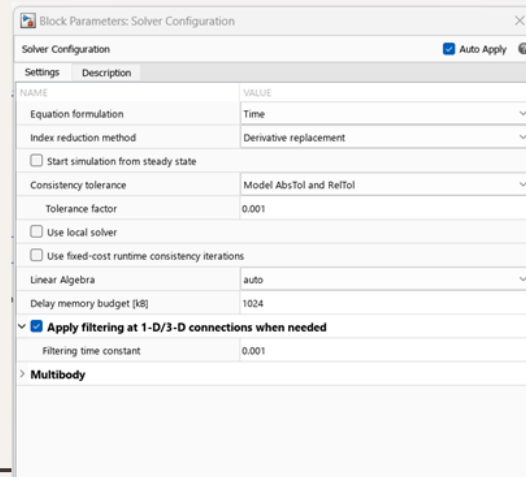 Block Parameters: Solver Configuration
Solver Configuration Auto Apply
Settings Description
NAME VALUE
Equation formulation Time
Index reduction method Derivative replacement
Start simulation from steady state
Consistency tolerance Model AbsTol and RelTol
Tolerance factor 0.001
Use local solver
Use fixed-cost runtime consistency iterations
Linear Algebra auto
Delay memory budget [kB] 1024
Apply filtering at 1-D/3-D connections when needed
Filtering time constant 0.001
Multibody